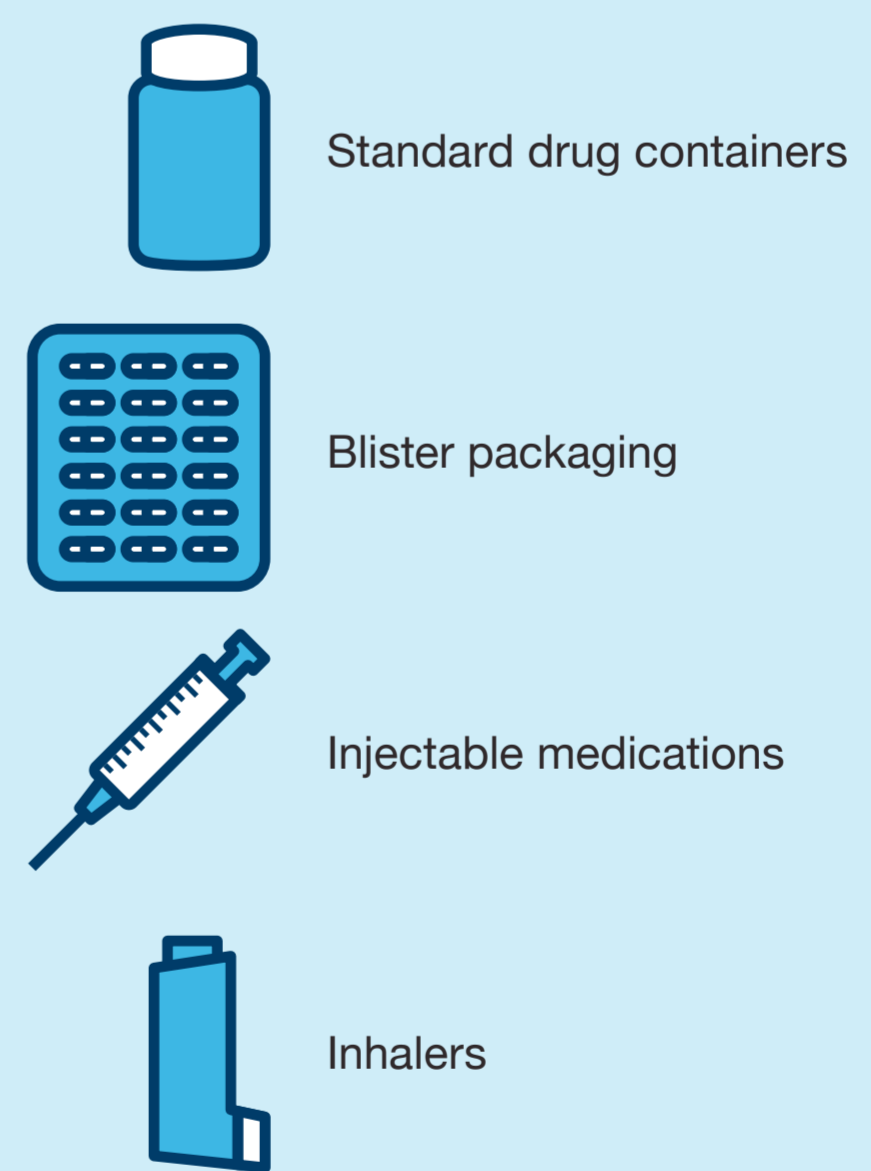 Standard drug containers
Blister packaging
Injectable medications
Inhalers